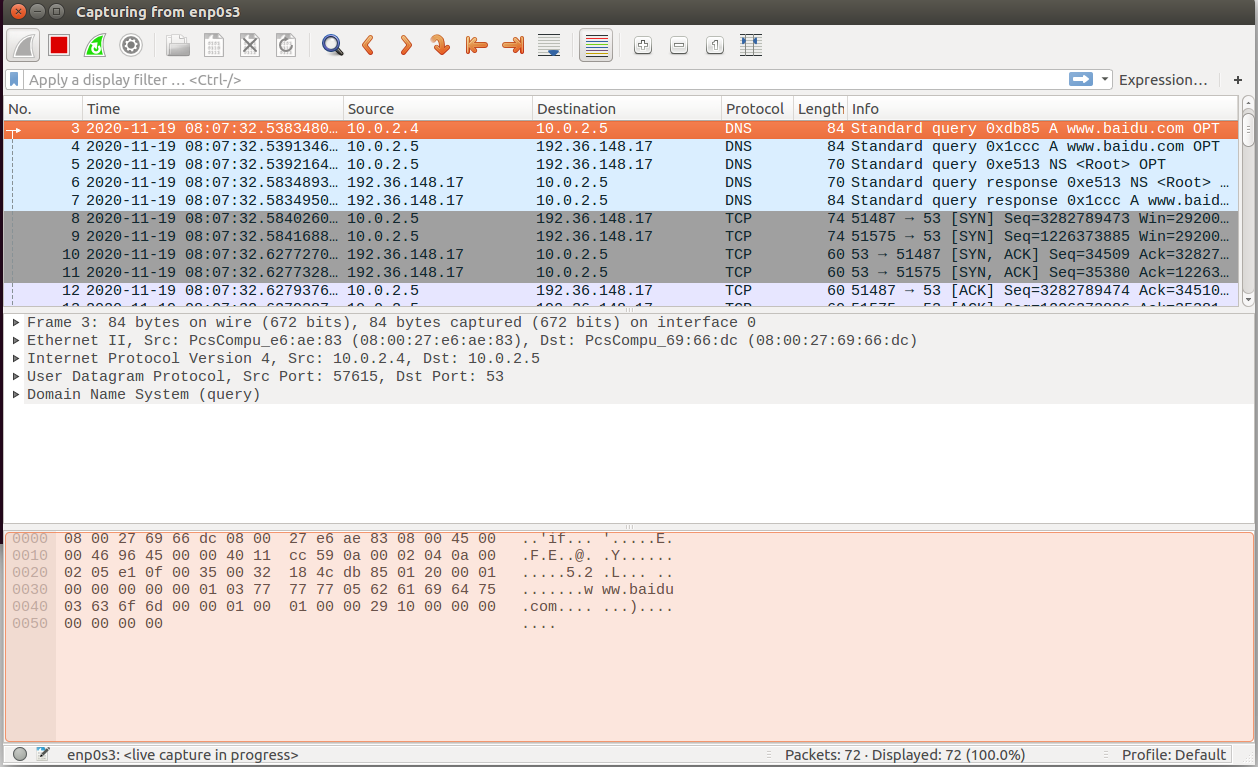 Capturing from enp0s3
Apply a display filter … <Ctrl-/>
Expression…
+
No. Time Source Destination Protocol Length Info
3 2020-11-19 08:07:32.5383480… 10.0.2.4 10.0.2.5 DNS 84 Standard query 0xdb85 A www.baidu.com OPT
4 2020-11-19 08:07:32.5391346… 10.0.2.5 192.36.148.17 DNS 84 Standard query 0x1ccc A www.baidu.com OPT
5 2020-11-19 08:07:32.5392164… 10.0.2.5 192.36.148.17 DNS 70 Standard query 0xe513 NS <Root> OPT
6 2020-11-19 08:07:32.5834893… 192.36.148.17 10.0.2.5 DNS 70 Standard query response 0xe513 NS <Root> …
7 2020-11-19 08:07:32.5834950… 192.36.148.17 10.0.2.5 DNS 84 Standard query response 0x1ccc A www.baid…
8 2020-11-19 08:07:32.5840260… 10.0.2.5 192.36.148.17 TCP 74 51487 → 53 [SYN] Seq=3282789473 Win=29200…
9 2020-11-19 08:07:32.5841688… 10.0.2.5 192.36.148.17 TCP 74 51575 → 53 [SYN] Seq=1226373885 Win=29200…
10 2020-11-19 08:07:32.6277270… 192.36.148.17 10.0.2.5 TCP 60 53 → 51487 [SYN, ACK] Seq=34509 Ack=32827…
11 2020-11-19 08:07:32.6277328… 192.36.148.17 10.0.2.5 TCP 60 53 → 51575 [SYN, ACK] Seq=35380 Ack=12263…
12 2020-11-19 08:07:32.6279376… 10.0.2.5 192.36.148.17 TCP 60 51487 → 53 [ACK] Seq=3282789474 Ack=34510…
Frame 3: 84 bytes on wire (672 bits), 84 bytes captured (672 bits) on interface 0
Ethernet II, Src: PcsCompu_e6:ae:83 (08:00:27:e6:ae:83), Dst: PcsCompu_69:66:dc (08:00:27:69:66:dc)
Internet Protocol Version 4, Src: 10.0.2.4, Dst: 10.0.2.5
User Datagram Protocol, Src Port: 57615, Dst Port: 53
Domain Name System (query)
0000 08 00 27 69 66 dc 08 00 27 e6 ae 83 08 00 45 00 ..'if... '.....E.
0010 00 46 96 45 00 00 40 11 cc 59 0a 00 02 04 0a 00 .F.E..@. .Y......
0020 02 05 e1 0f 00 35 00 32 18 4c db 85 01 20 00 01 .....5.2 .L... ..
0030 00 00 00 00 00 01 03 77 77 77 05 62 61 69 64 75 .......w ww.baidu
0040 03 63 6f 6d 00 00 01 00 01 00 00 29 10 00 00 00 .com.... ...)....
0050 00 00 00 00 ....
enp0s3: <live capture in progress>
Packets: 72 · Displayed: 72 (100.0%)
Profile: Default